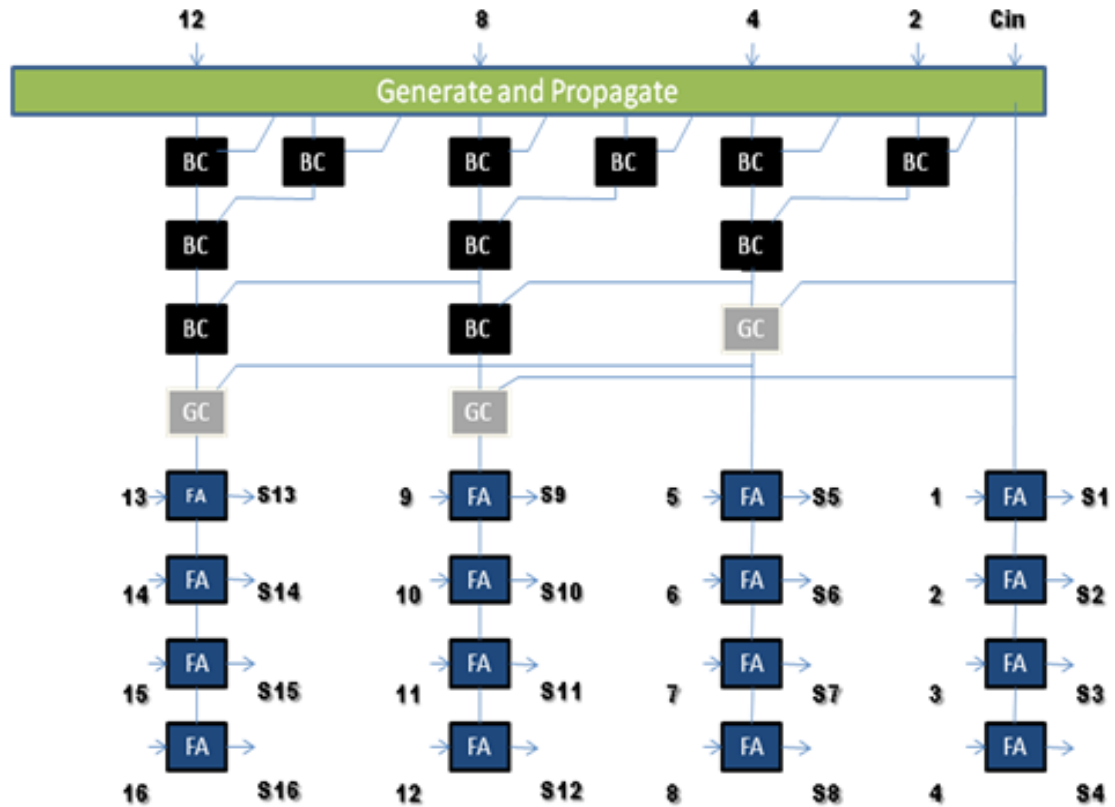 12 8 4 2 Cin
Generate and Propagate
BC BC BC BC BC BC
BC BC BC
BC BC GC
GC GC
13 FA S13 9 FA S9 5 FA S5 1 FA S1
14 FA S14 10 FA S10 6 FA S6 2 FA S2
15 FA S15 11 FA S11 7 FA S7 3 FA S3
16 FA S16 12 FA S12 8 FA S8 4 FA S4